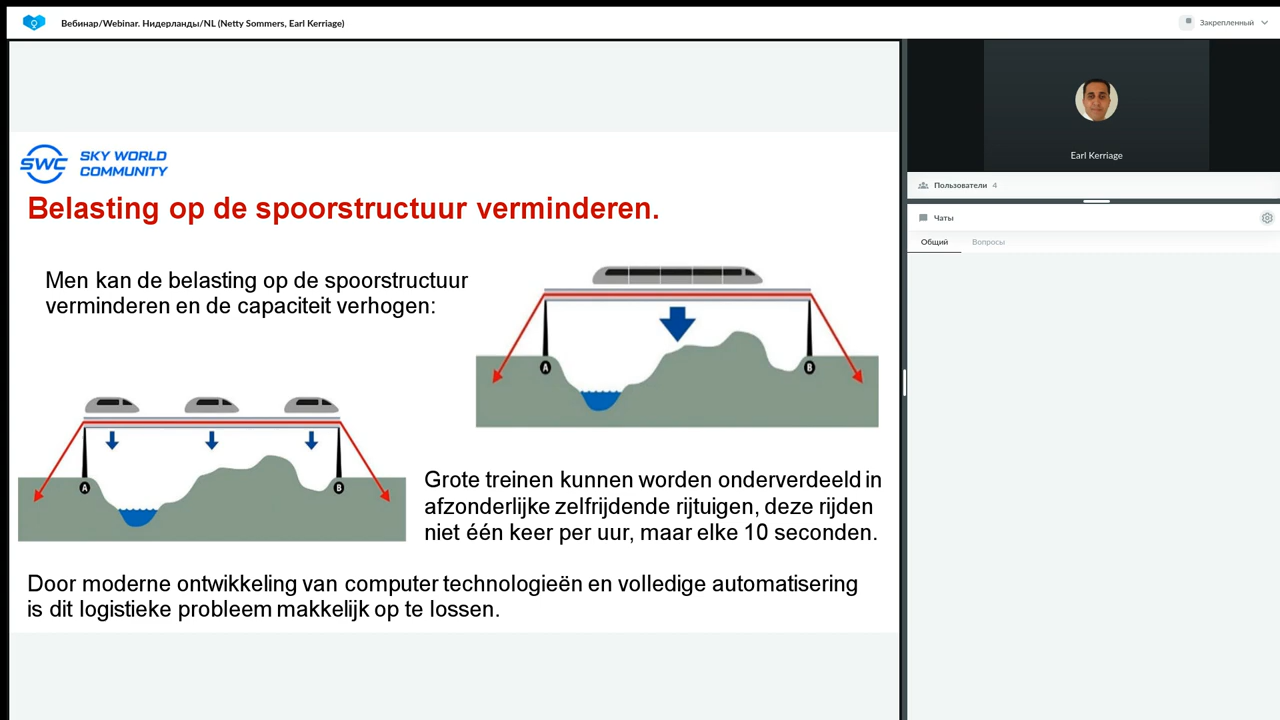 Вебинар/Webinar. Нидерланды/NL (Netty Sommers, Earl Kerriage)
Закрепленный
SWC SKY WORLD
COMMUNITY
Belasting op de spoorstructuur verminderen.
Men kan de belasting op de spoorstructuur
verminderen en de capaciteit verhogen:
A
B
A
B
Grote treinen kunnen worden onderverdeeld in
afzonderlijke zelfrijdende rijtuigen, deze rijden
niet één keer per uur, maar elke 10 seconden.
Door moderne ontwikkeling van computer technologieën en volledige automatisering
is dit logistieke probleem makkelijk op te lossen.
Earl Kerriage
Пользователи 4
Чаты
Общий Вопросы